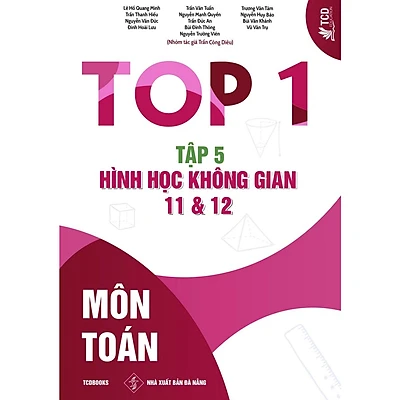 Lê Hồ Quang Minh
Trần Thanh Hiếu
Nguyễn Văn Đức
Đinh Hoài Lưu
Trần Văn Tuấn
Nguyễn Mạnh Quyền
Trần Đức An
Bùi Đình Thông
Nguyễn Trường Viên
Trương Văn Tâm
Nguyễn Huy Bảo
Bùi Văn Khánh
Vũ Văn Trụ
(Nhóm tác giả Trần Công Diêu)
TCD
TOP 1
TẬP 5
HÌNH HỌC KHÔNG GIAN
11 & 12
MÔN
TOÁN
TCDBOOKS
NHÀ XUẤT BẢN ĐÀ NẴNG